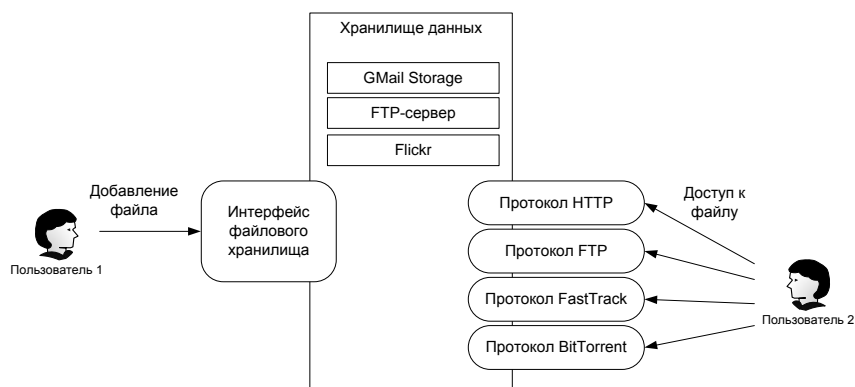 Хранилище данных
GMail Storage
FTP-сервер
Flickr
Добавление
файла
Пользователь 1
Интерфейс
файлового
хранилища
Протокол HTTP
Протокол FTP
Протокол FastTrack
Протокол BitTorrent
Доступ к
файлу
Пользователь 2